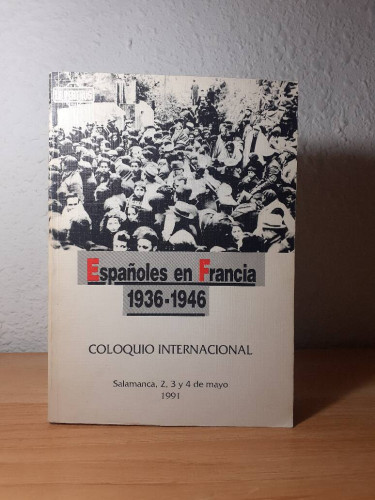 Españoles en Francia
1936-1946
COLOQUIO INTERNACIONAL
Salamanca, 2, 3 y 4 de mayo
1991